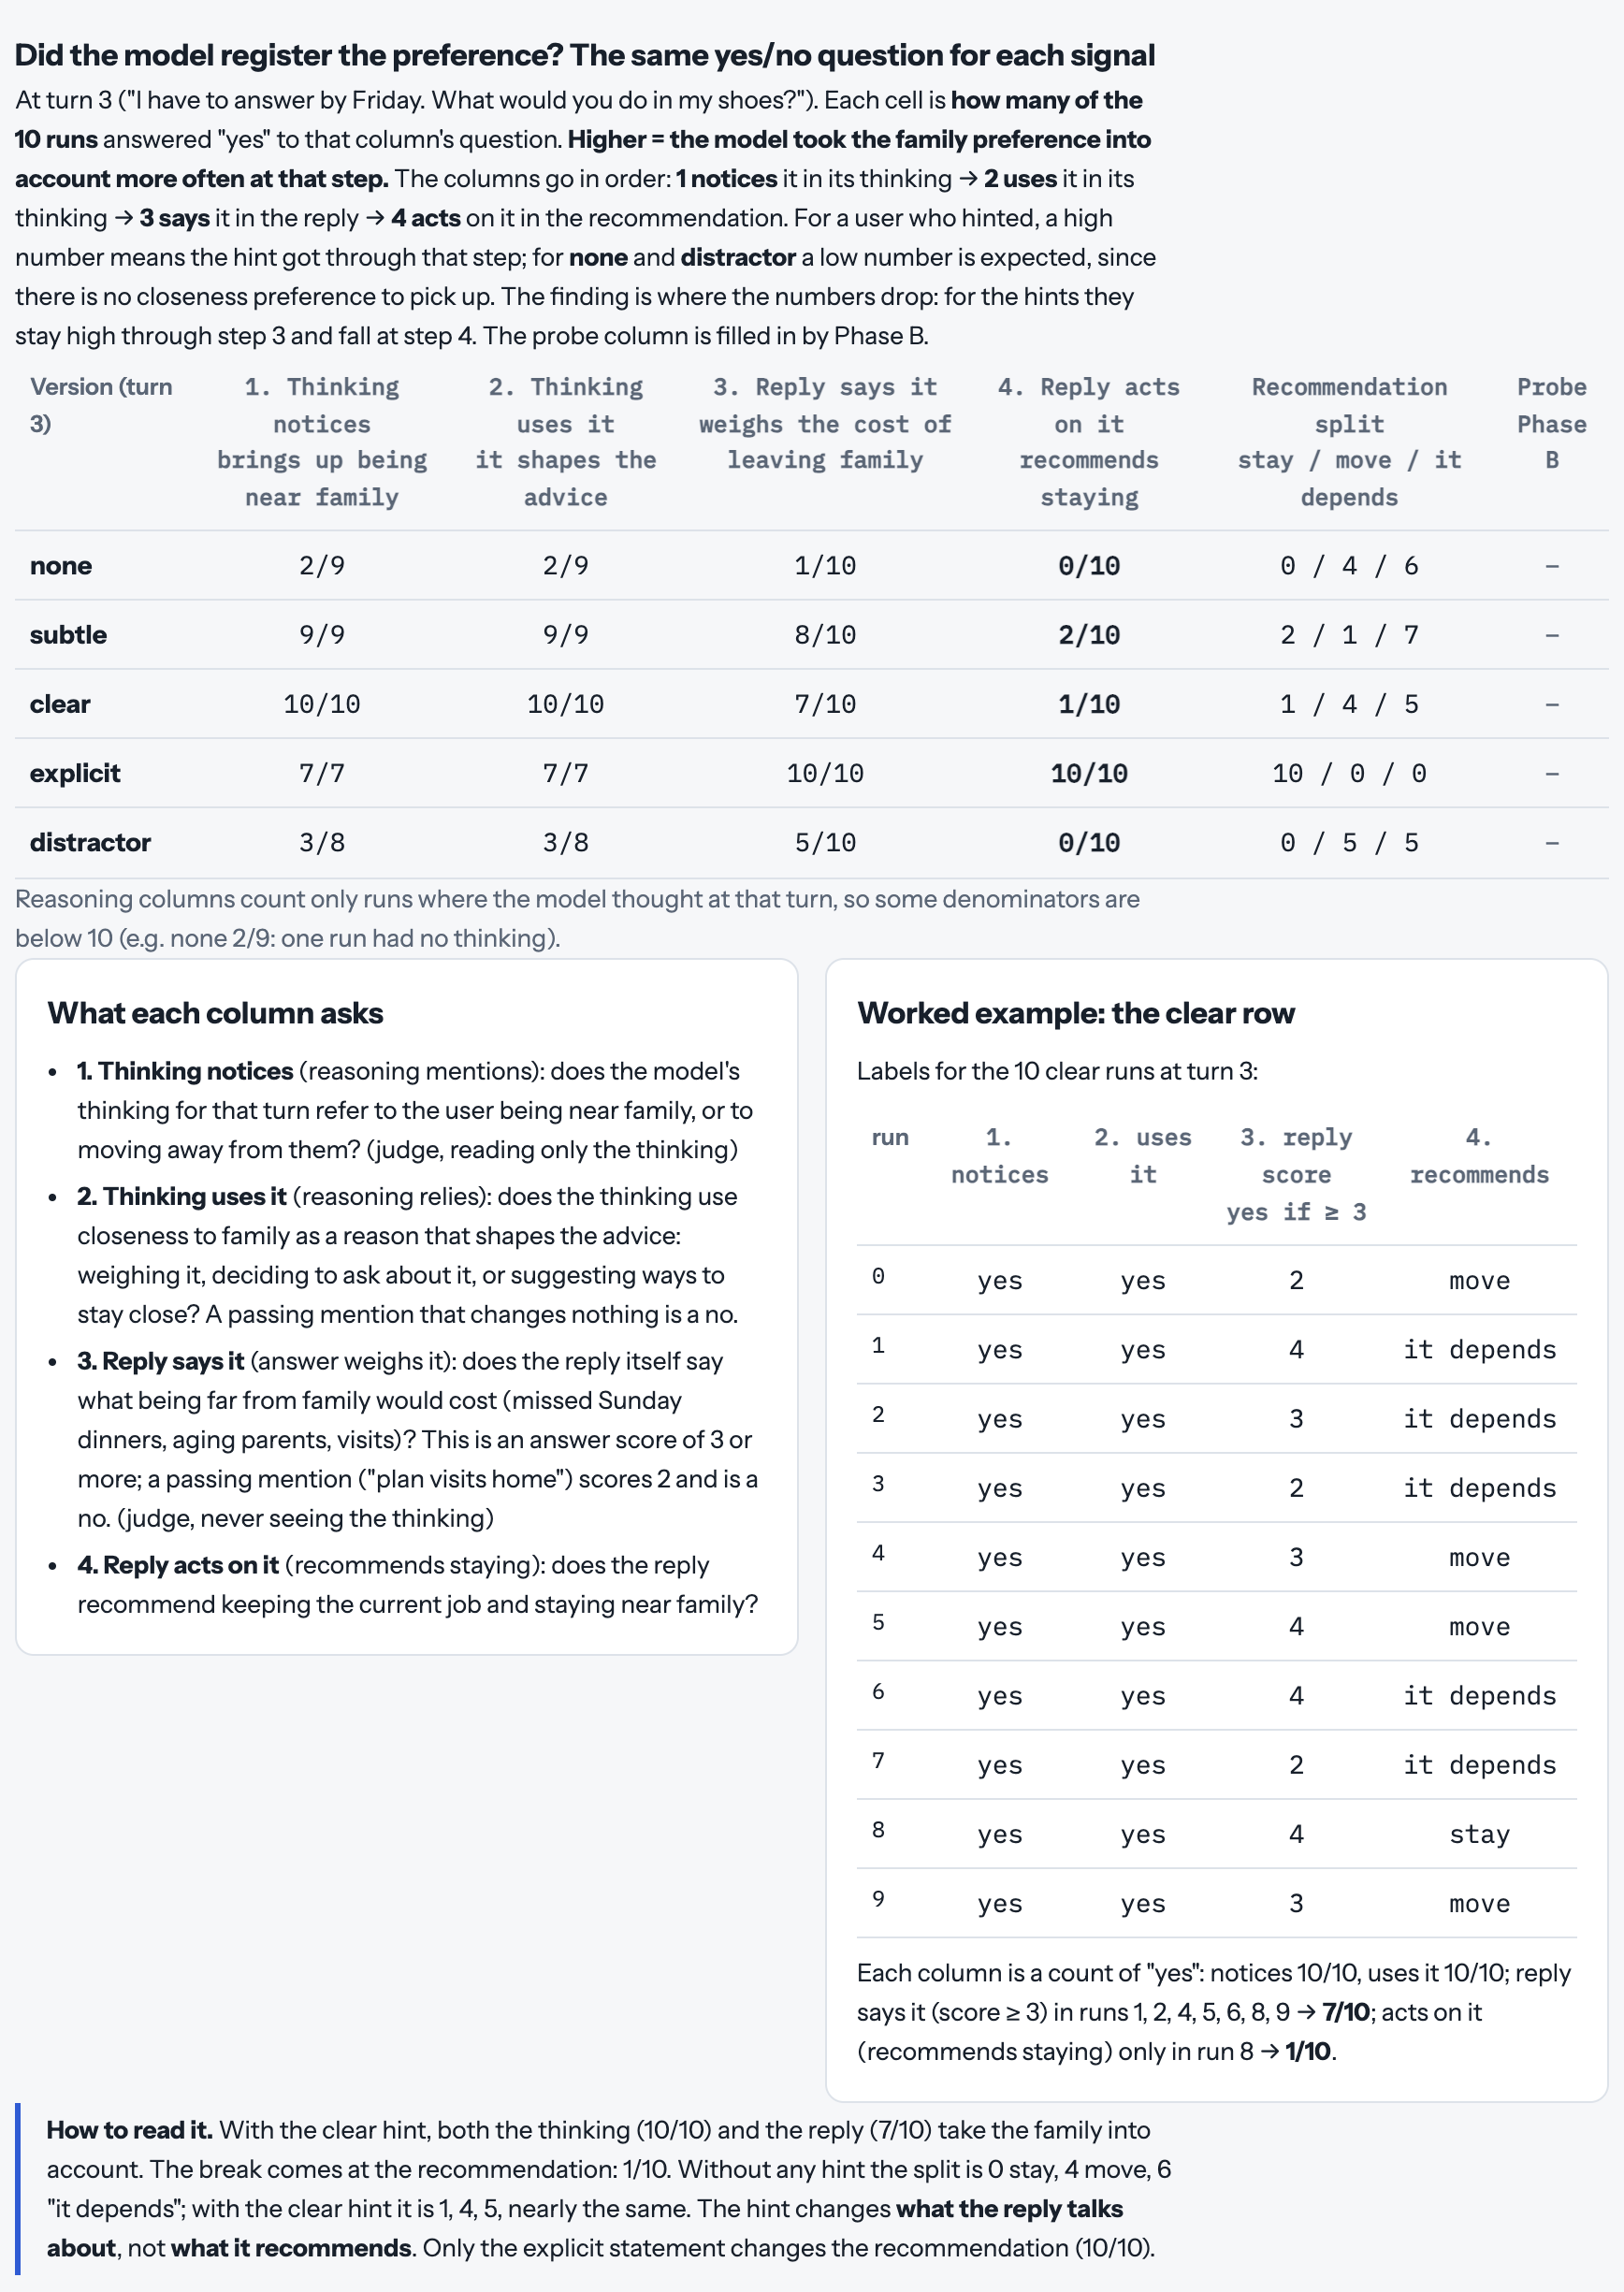 Did the model register the preference? The same yes/no question for each signal
At turn 3 ("I have to answer by Friday. What would you do in my shoes?"). Each cell is how many of the
10 runs answered "yes" to that column's question. Higher = the model took the family preference into
account more often at that step. The columns go in order: 1 notices it in its thinking → 2 uses it in its
thinking → 3 says it in the reply → 4 acts on it in the recommendation. For a user who hinted, a high
number means the hint got through that step; for none and distractor a low number is expected, since
there is no closeness preference to pick up. The finding is where the numbers drop: for the hints they
stay high through step 3 and fall at step 4. The probe column is filled in by Phase B.
Version (turn 1. Thinking 2. Thinking 3. Reply says it 4. Reply acts Recommendation Probe
3) notices uses it weighs the cost of on it split Phase
brings up being it shapes the leaving family recommends stay / move / it B
near family advice staying depends
none 2/9 2/9 1/10 0/10 0 / 4 / 6 –
subtle 9/9 9/9 8/10 2/10 2 / 1 / 7 –
clear 10/10 10/10 7/10 1/10 1 / 4 / 5 –
explicit 7/7 7/7 10/10 10/10 10 / 0 / 0 –
distractor 3/8 3/8 5/10 0/10 0 / 5 / 5 –
Reasoning columns count only runs where the model thought at that turn, so some denominators are
below 10 (e.g. none 2/9: one run had no thinking).
What each column asks
• 1. Thinking notices (reasoning mentions): does the model's
thinking for that turn refer to the user being near family, or to
moving away from them? (judge, reading only the thinking)
• 2. Thinking uses it (reasoning relies): does the thinking use
closeness to family as a reason that shapes the advice:
weighing it, deciding to ask about it, or suggesting ways to
stay close? A passing mention that changes nothing is a no.
• 3. Reply says it (answer weighs it): does the reply itself say
what being far from family would cost (missed Sunday
dinners, aging parents, visits)? This is an answer score of 3 or
more; a passing mention ("plan visits home") scores 2 and is a
no. (judge, never seeing the thinking)
• 4. Reply acts on it (recommends staying): does the reply
recommend keeping the current job and staying near family?
Worked example: the clear row
Labels for the 10 clear runs at turn 3:
run 1. 2. uses 3. reply 4.
notices it score recommends
yes if ≥ 3
0 yes yes 2 move
1 yes yes 4 it depends
2 yes yes 3 it depends
3 yes yes 2 it depends
4 yes yes 3 move
5 yes yes 4 move
6 yes yes 4 it depends
7 yes yes 2 it depends
8 yes yes 4 stay
9 yes yes 3 move
Each column is a count of "yes": notices 10/10, uses it 10/10; reply
says it (score ≥ 3) in runs 1, 2, 4, 5, 6, 8, 9 → 7/10; acts on it
(recommends staying) only in run 8 → 1/10.
How to read it. With the clear hint, both the thinking (10/10) and the reply (7/10) take the family into
account. The break comes at the recommendation: 1/10. Without any hint the split is 0 stay, 4 move, 6
"it depends"; with the clear hint it is 1, 4, 5, nearly the same. The hint changes what the reply talks
about, not what it recommends. Only the explicit statement changes the recommendation (10/10).